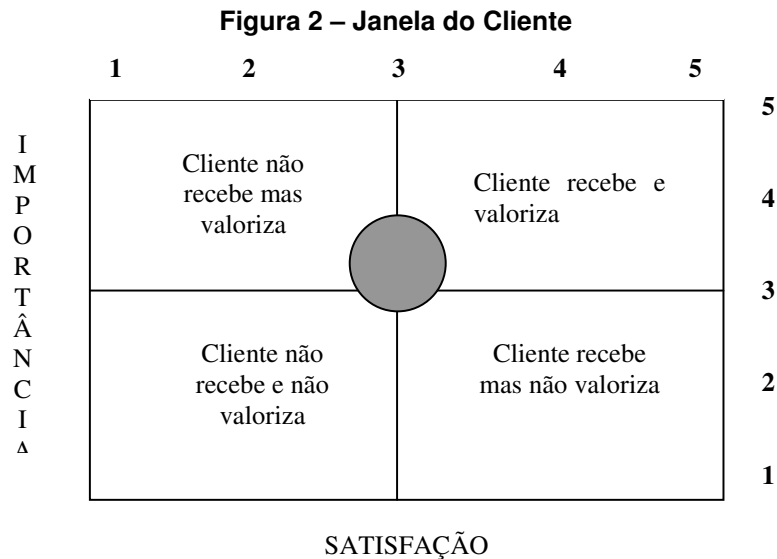 Figura 2 – Janela do Cliente
1 2 3 4 5
5
I
M
P
O
R
T
Â
N
C
I
A
Cliente não
recebe mas
valoriza
Cliente recebe e
valoriza
4
3
Cliente não
recebe e não
valoriza
Cliente recebe
mas não valoriza
2
1
SATISFAÇÃO